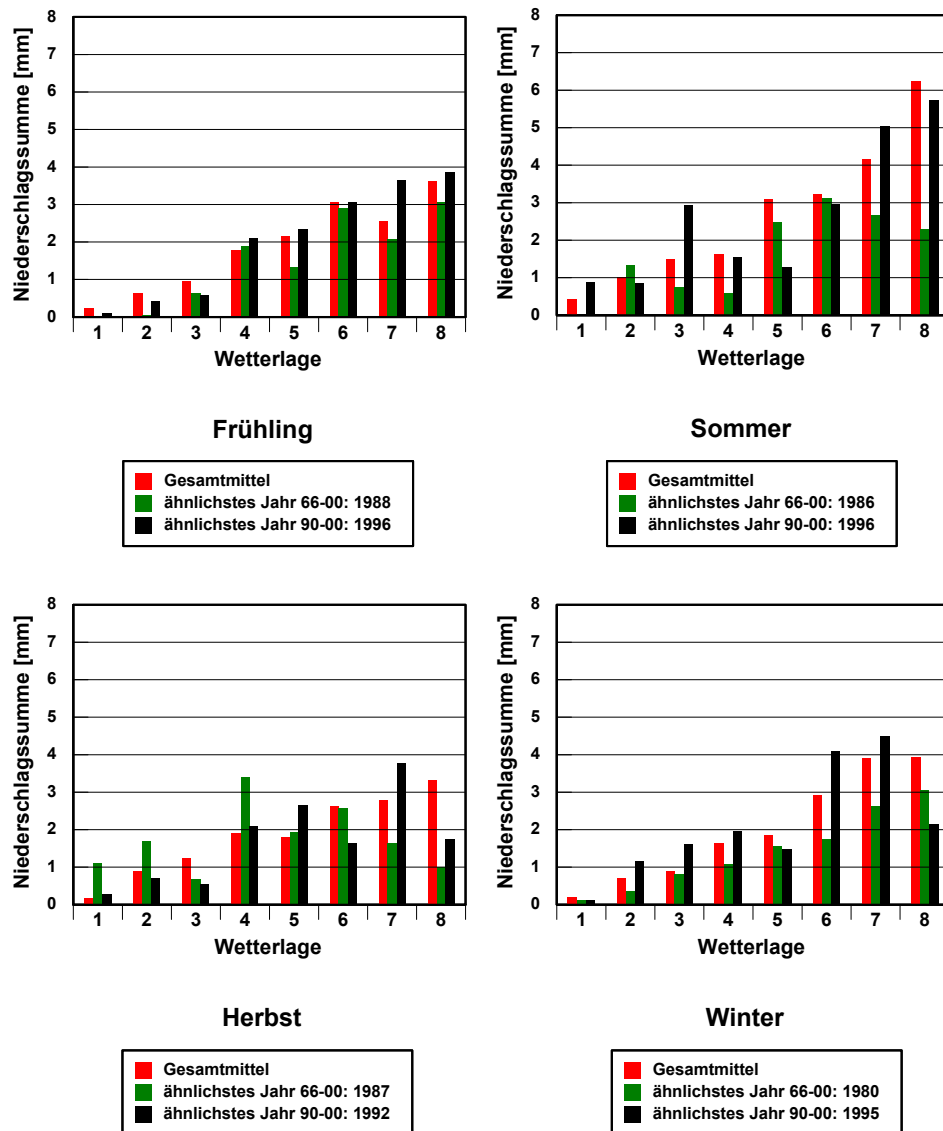 Niederschlagssumme [mm]
8
7
6
5
4
3
2
1
0
1 2 3 4 5 6 7 8
Wetterlage
Frühling
Gesamtmittel
ähnlichstes Jahr 66-00: 1988
ähnlichstes Jahr 90-00: 1996
Niederschlagssumme [mm]
8
7
6
5
4
3
2
1
0
1 2 3 4 5 6 7 8
Wetterlage
Sommer
Gesamtmittel
ähnlichstes Jahr 66-00: 1986
ähnlichstes Jahr 90-00: 1996
Niederschlagssumme [mm]
8
7
6
5
4
3
2
1
0
1 2 3 4 5 6 7 8
Wetterlage
Herbst
Gesamtmittel
ähnlichstes Jahr 66-00: 1987
ähnlichstes Jahr 90-00: 1992
Niederschlagssumme [mm]
8
7
6
5
4
3
2
1
0
1 2 3 4 5 6 7 8
Wetterlage
Winter
Gesamtmittel
ähnlichstes Jahr 66-00: 1980
ähnlichstes Jahr 90-00: 1995